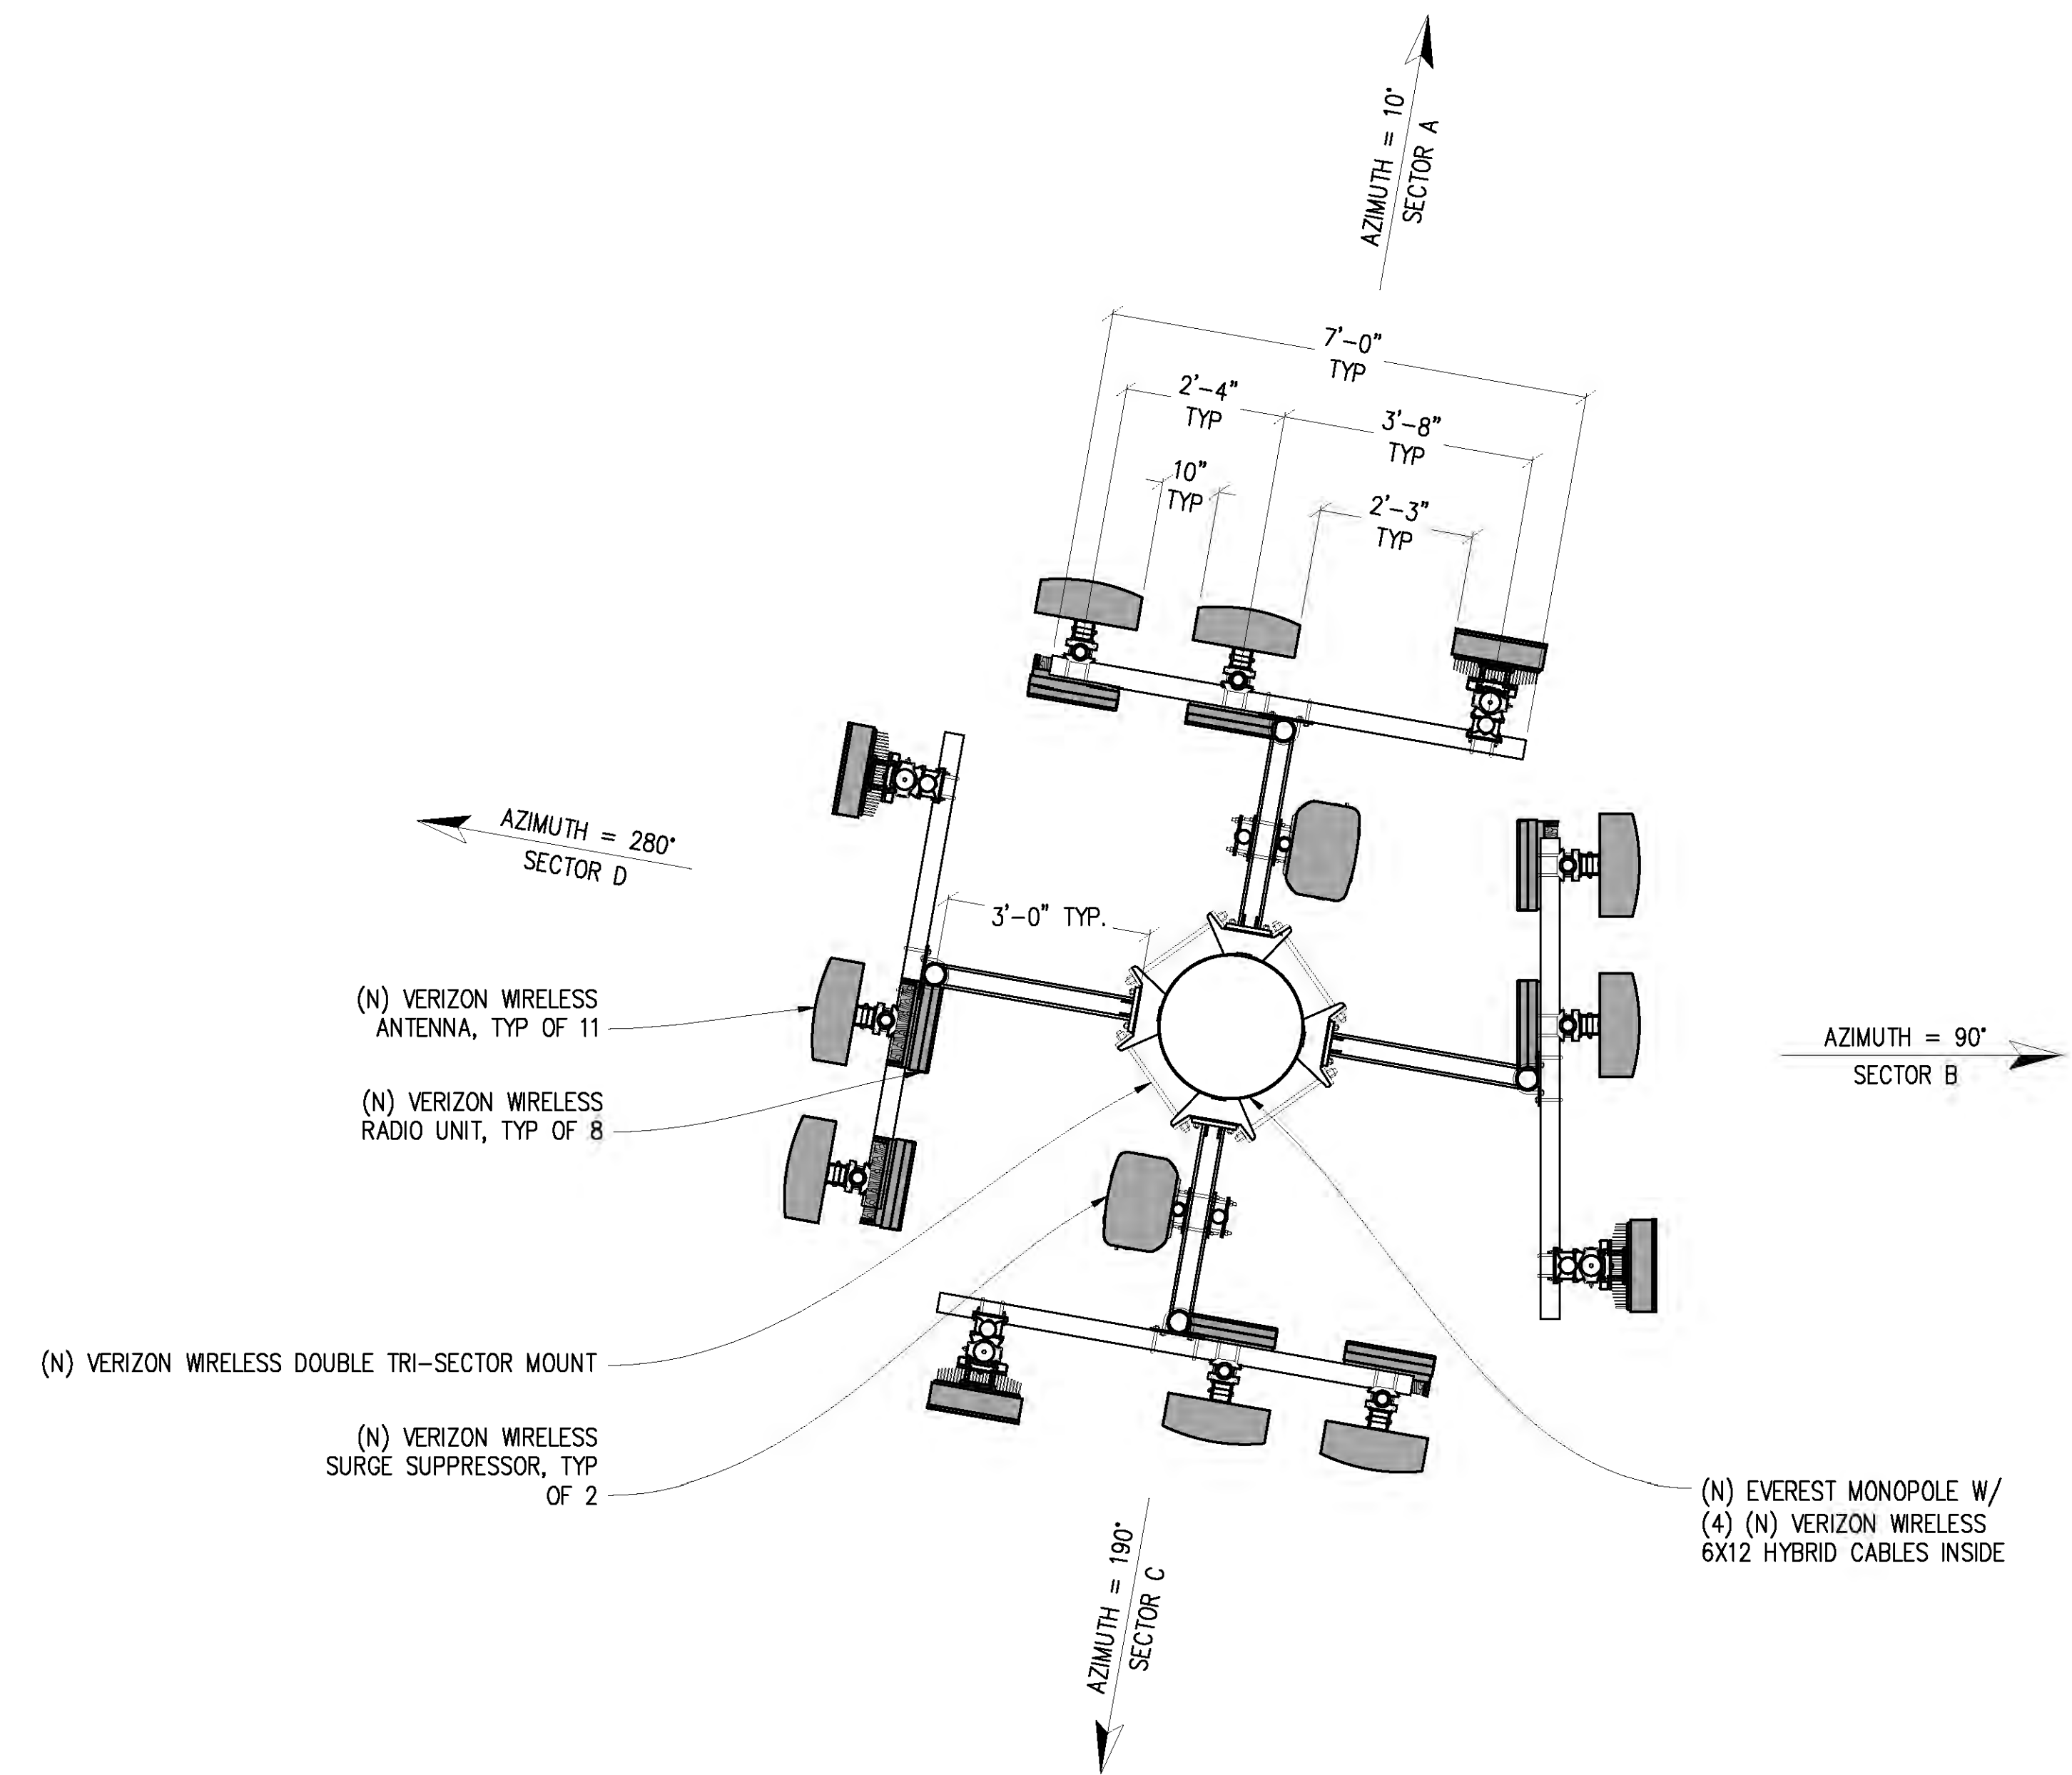 AZIMUTH = 10°
SECTOR A
7'-0"
TYP
2'-4"
TYP
3'-8"
TYP
10"
TYP
2'-3"
TYP
AZIMUTH = 280°
SECTOR D
3'-0" TYP.
(N) VERIZON WIRELESS
ANTENNA, TYP OF 11
(N) VERIZON WIRELESS
RADIO UNIT, TYP OF 8
AZIMUTH = 90°
SECTOR B
(N) VERIZON WIRELESS DOUBLE TRI-SECTOR MOUNT
(N) VERIZON WIRELESS
SURGE SUPPRESSOR, TYP
OF 2
(N) EVEREST MONOPOLE W/
(4) (N) VERIZON WIRELESS
6X12 HYBRID CABLES INSIDE
AZIMUTH = 190°
SECTOR C